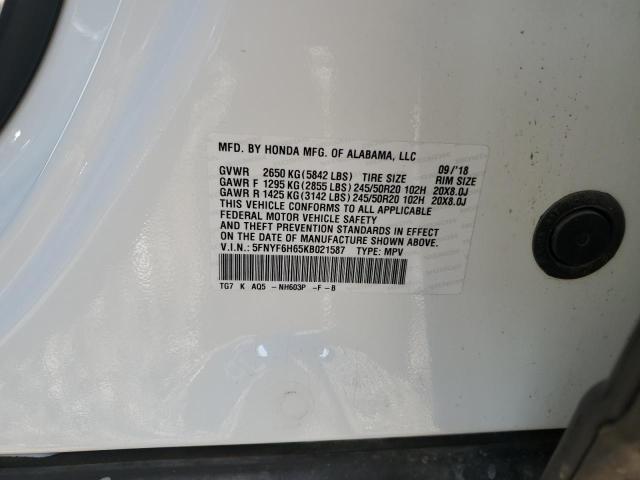 MFD. BY HONDA MFG. OF ALABAMA, LLC 09/'18
GVWR 2650 KG (5842 LBS) TIRE SIZE RIM SIZE
GAWR F 1295 KG (2855 LBS) 245/50R20 102H 20X8.0J
GAWR R 1425 KG (3142 LBS) 245/50R20 102H 20X8.0J
THIS VEHICLE CONFORMS TO ALL APPLICABLE
FEDERAL MOTOR VEHICLE SAFETY
AND THEFT PREVENTION STANDARDS IN EFFECT
ON THE DATE OF MANUFACTURE SHOWN ABOVE.
V.I.N.: 5FNYF6H65KB021587 TYPE: MPV
TG7 K AQ5 -NH603P -F-B